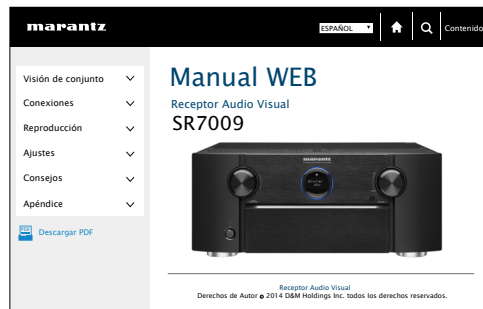 marantz
ESPAÑOL
Contenido
Visión de conjunto
Conexiones
Reproducción
Ajustes
Consejos
Apéndice
Descargar PDF
Manual WEB
Receptor Audio Visual
SR7009
marantz
Receptor Audio Visual
Derechos de Autor © 2014 D&M Holdings Inc. todos los derechos reservados.